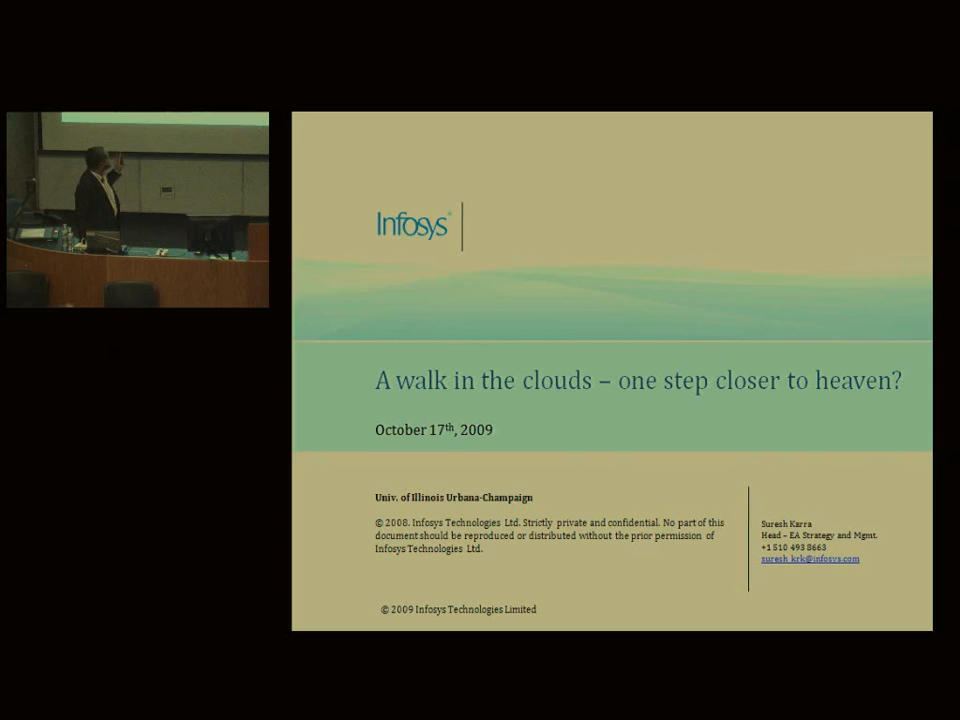 Infosys®
A walk in the clouds – one step closer to heaven?
October 17th, 2009
Univ. of Illinois Urbana-Champaign
© 2008. Infosys Technologies Ltd. Strictly private and confidential. No part of this
document should be reproduced or distributed without the prior permission of
Infosys Technologies Ltd.
Suresh Karra
Head – EA Strategy and Mgmt.
+1 510 493 8663
suresh_krk@infosys.com
© 2009 Infosys Technologies Limited